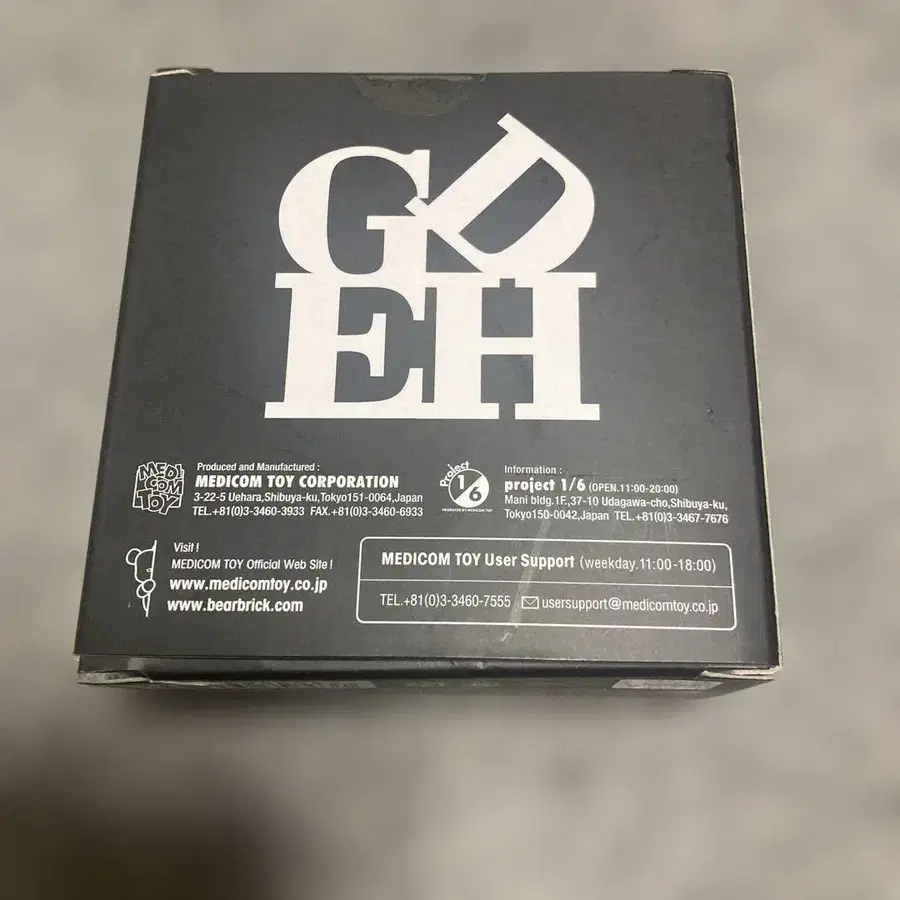 GD
EH
MEDI
COM
TOY
Produced and Manufactured :
MEDICOM TOY CORPORATION
3-22-5 Uehara,Shibuya-ku,Tokyo151-0064,Japan
TEL.+81(0)3-3460-3933 FAX.+81(0)3-3460-6933
Project
1/6
PRODUCED BY MEDICOM TOY
Information :
project 1/6 (OPEN.11:00-20:00)
Mani bldg.1F.,37-10 Udagawa-cho,Shibuya-ku,
Tokyo150-0042,Japan TEL.+81(0)3-3467-7676
Visit !
MEDICOM TOY Official Web Site !
www.medicomtoy.co.jp
www.bearbrick.com
MEDICOM TOY User Support (weekday.11:00-18:00)
TEL.+81(0)3-3460-7555 usersupport@medicomtoy.co.jp